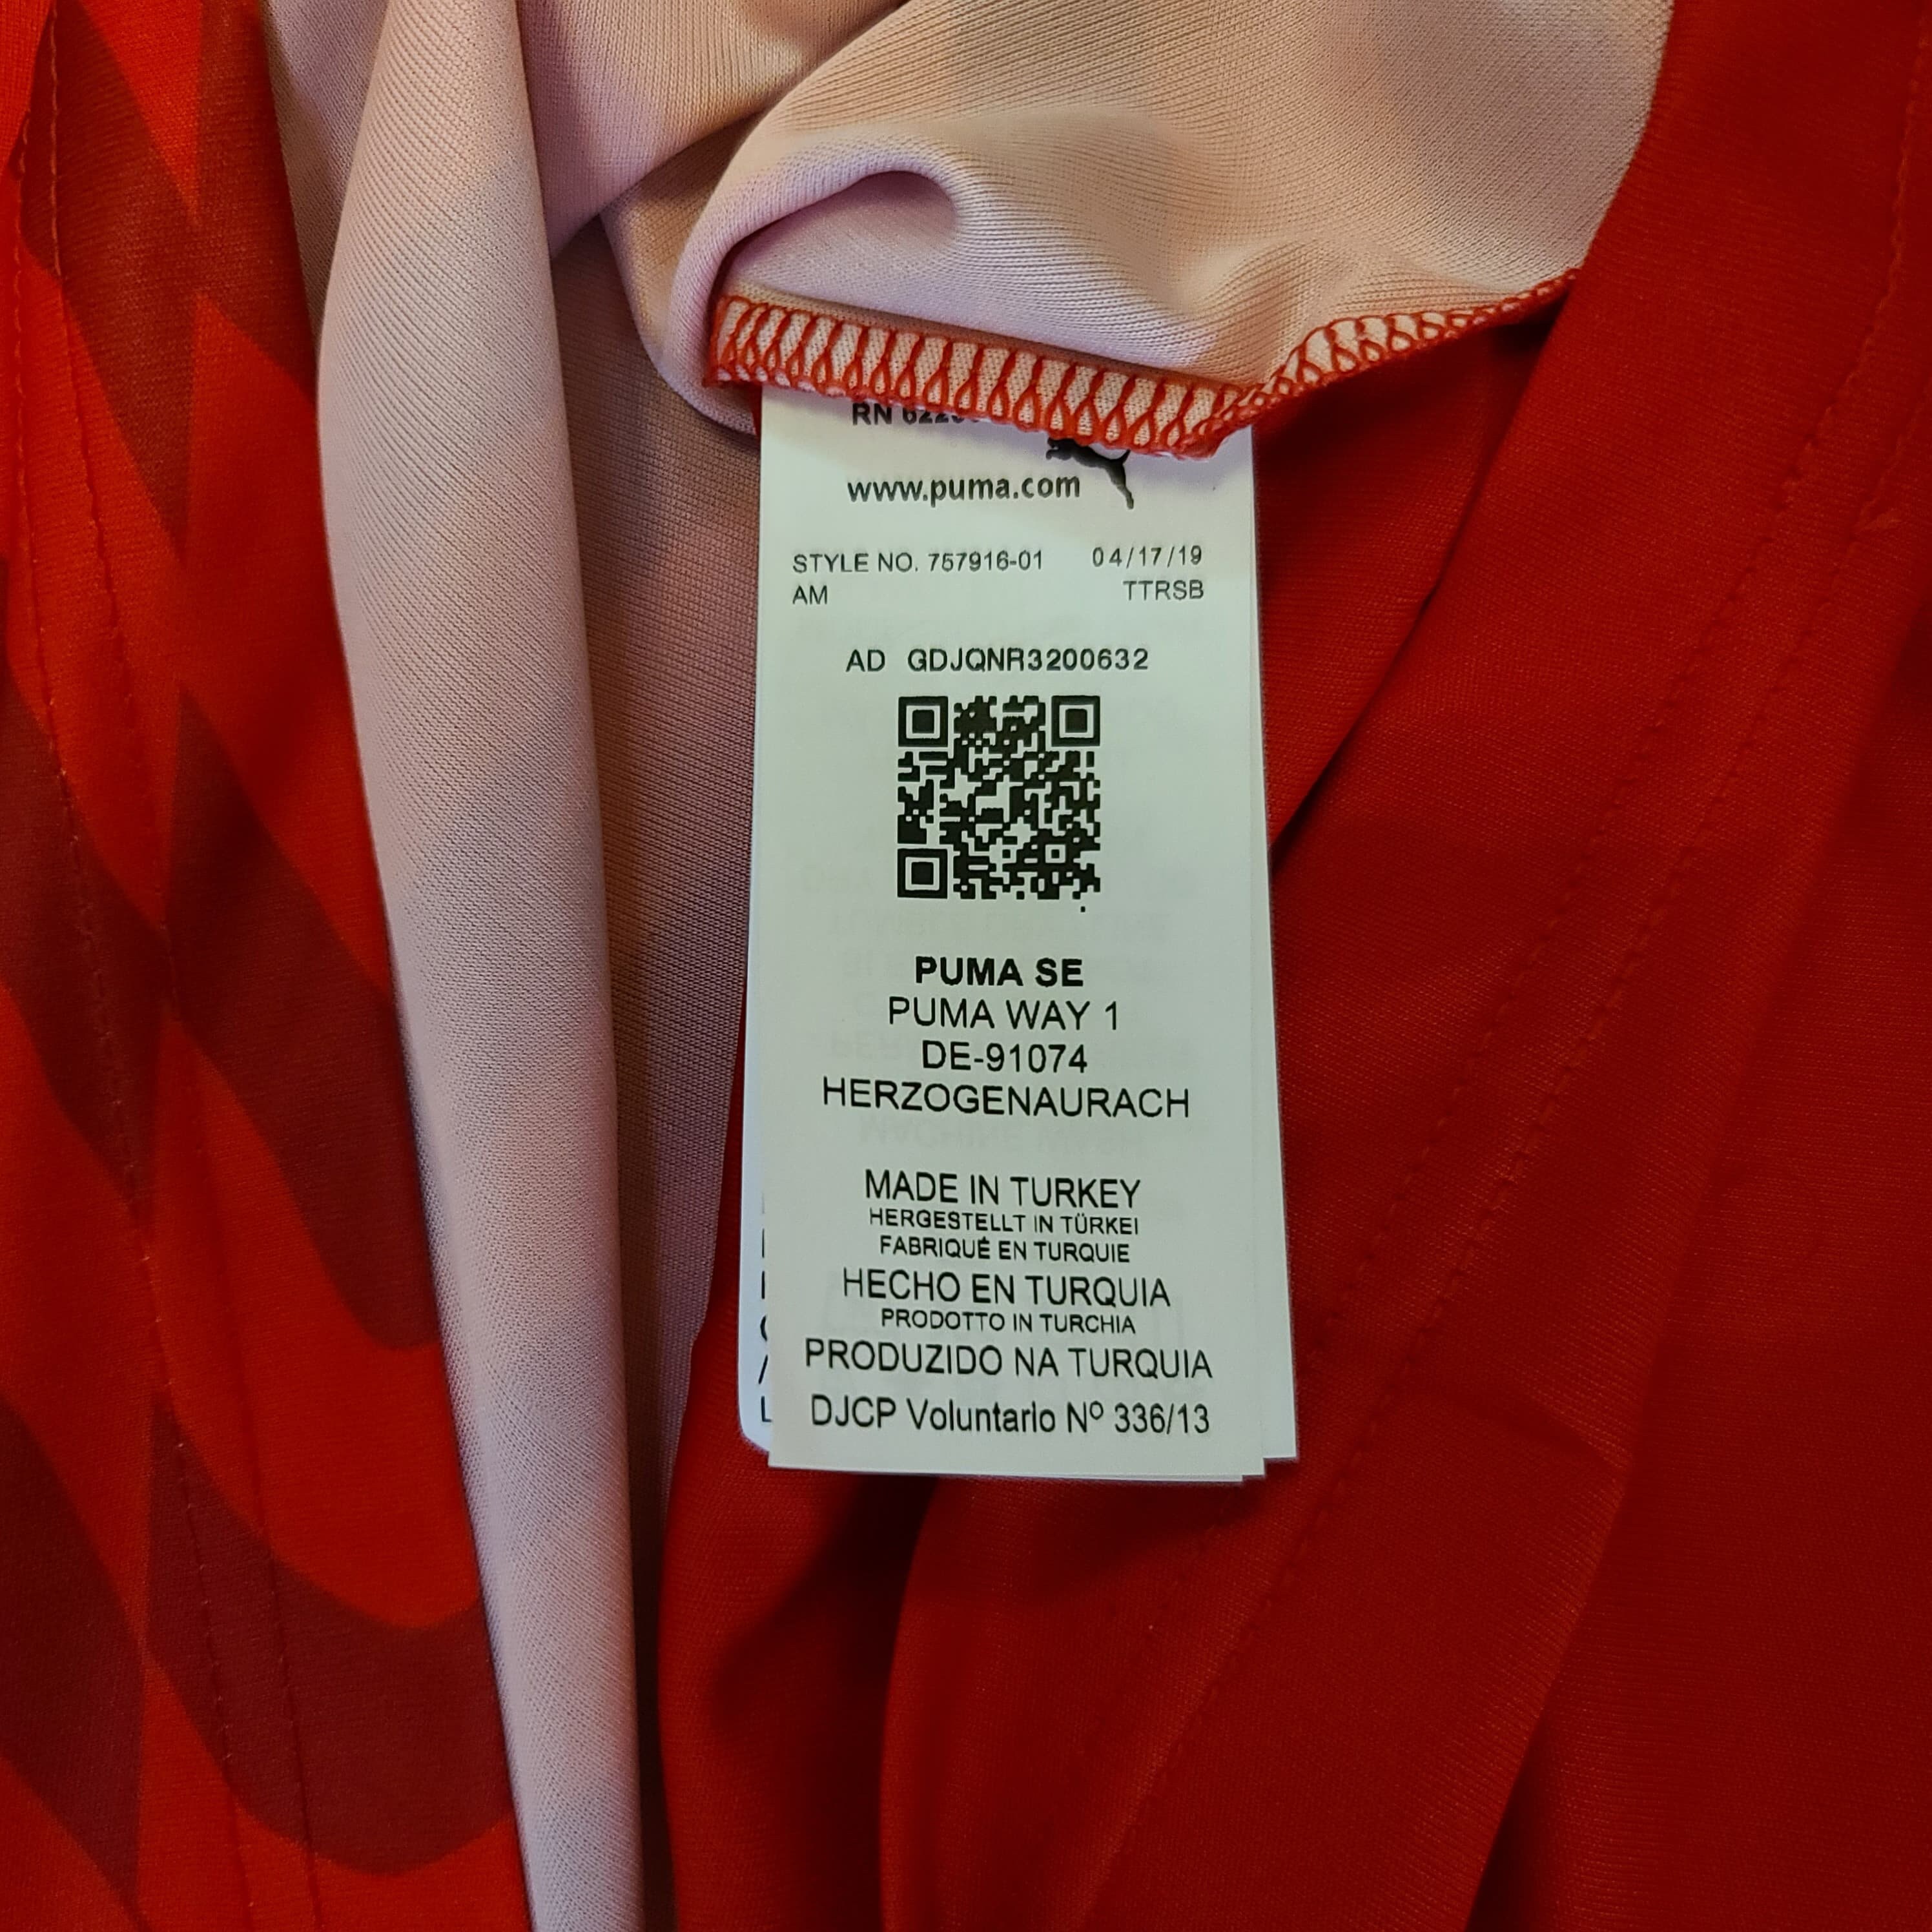 RN
www.puma.com
STYLE NO. 757916-01 04/17/19
AM TTRSB
AD GDJQNR3200632
PUMA SE
PUMA WAY 1
DE-91074
HERZOGENAURACH
MADE IN TURKEY
HERGESTELLT IN TÜRKEI
FABRIQUÉ EN TURQUIE
HECHO EN TURQUIA
PRODOTTO IN TURCHIA
PRODUZIDO NA TURQUIA
DJCP Voluntario Nº 336/13